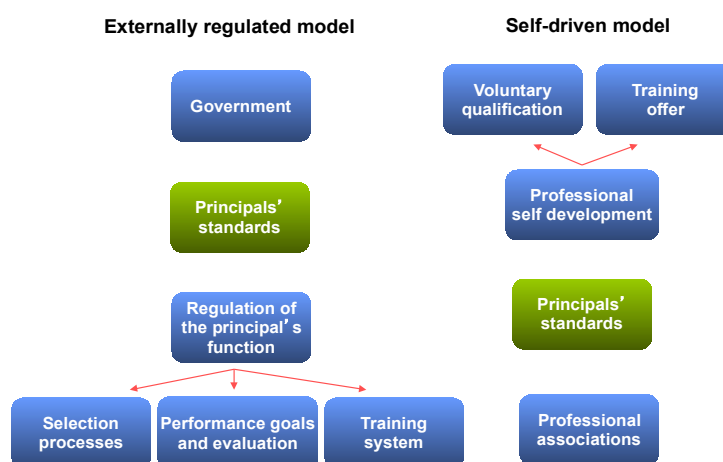 Externally regulated model
Government
Principals’
standards
Regulation of
the principal’s
function
Selection
processes
Performance goals
and evaluation
Training
system
Self-driven model
Voluntary
qualification
Training
offer
Professional
self development
Principals’
standards
Professional
associations